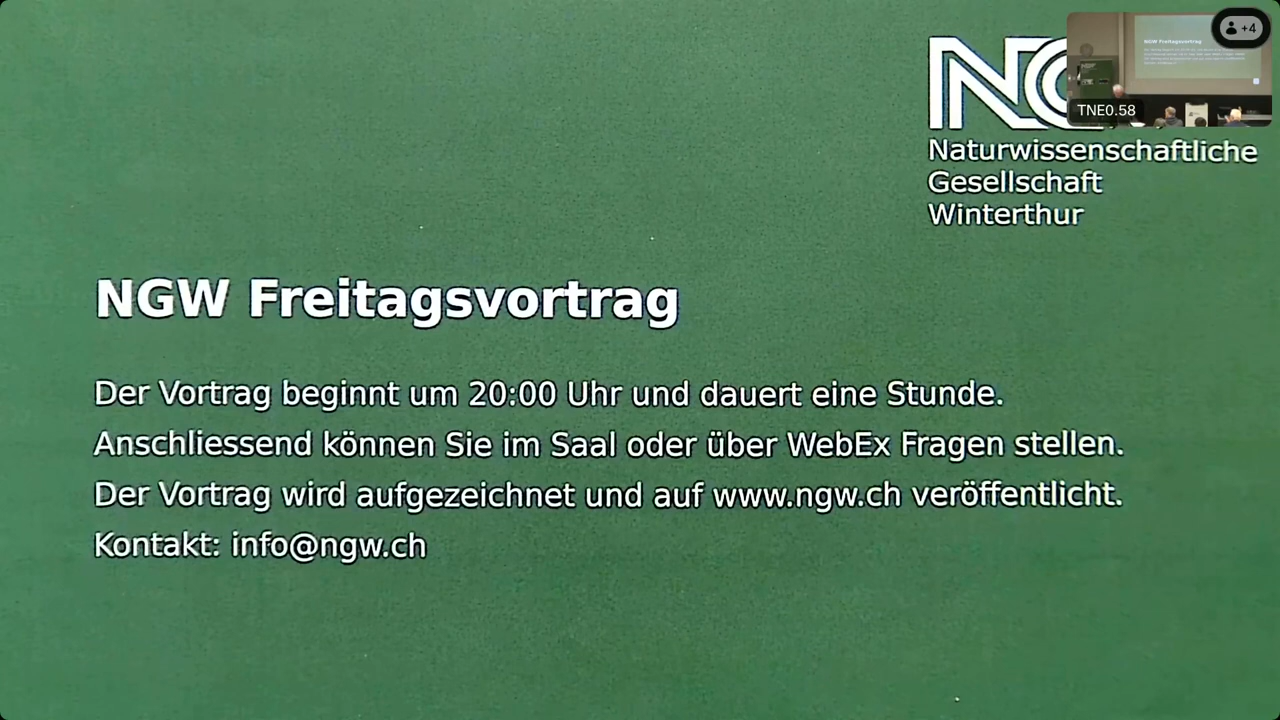 +4
TNE0.58
Naturwissenschaftliche
Gesellschaft
Winterthur
NGW Freitagsvortrag
Der Vortrag beginnt um 20:00 Uhr und dauert eine Stunde.
Anschliessend können Sie im Saal oder über WebEx Fragen stellen.
Der Vortrag wird aufgezeichnet und auf www.ngw.ch veröffentlicht.
Kontakt: info@ngw.ch